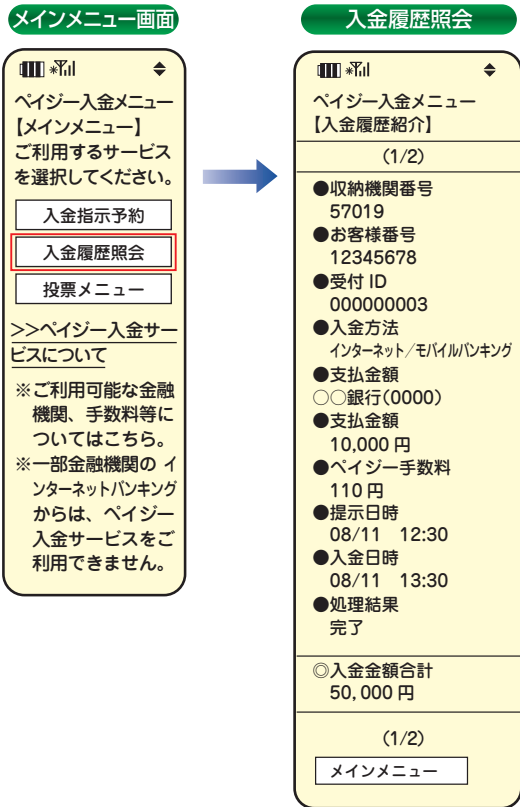 メインメニュー画面
ペイジー入金メニュー
【メインメニュー】
ご利用するサービス
を選択してください。
入金指示予約
入金履歴照会
投票メニュー
>>ペイジー入金サー
ビスについて
※ご利用可能な金融
機関、手数料等に
ついてはこちら。
※一部金融機関の イ
ンターネットバンキング
からは、ペイジー
入金サービスをご
利用できません。
入金履歴照会
ペイジー入金メニュー
【入金履歴紹介】
(1/2)
●収納機関番号
57019
●お客様番号
12345678
●受付 ID
000000003
●入金方法
インターネット／モバイルバンキング
●支払金額
○○銀行(0000)
●支払金額
10,000 円
●ペイジー手数料
110 円
●提示日時
08/11 12:30
●入金日時
08/11 13:30
●処理結果
完了
◎入金金額合計
50,000 円
(1/2)
メインメニュー